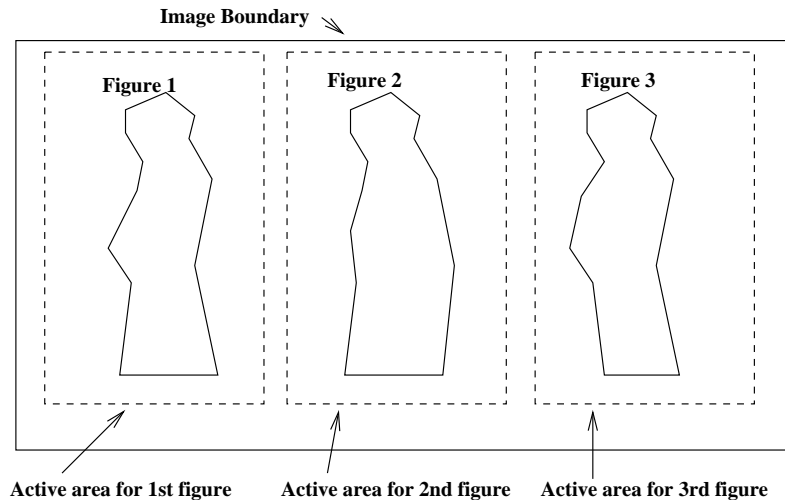 Image Boundary
Figure 1
Figure 2
Figure 3
Active area for 1st figure
Active area for 2nd figure
Active area for 3rd figure